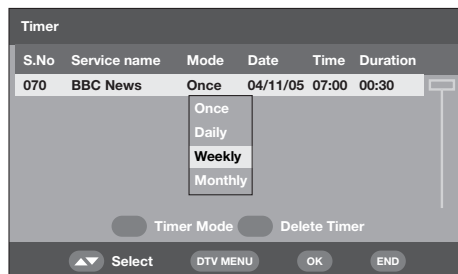 Timer
S.No Service name Mode Date Time Duration
070 BBC News Once 04/11/05 07:00 00:30
Once
Daily
Weekly
Monthly
Timer Mode Delete Timer
Select DTV MENU OK END